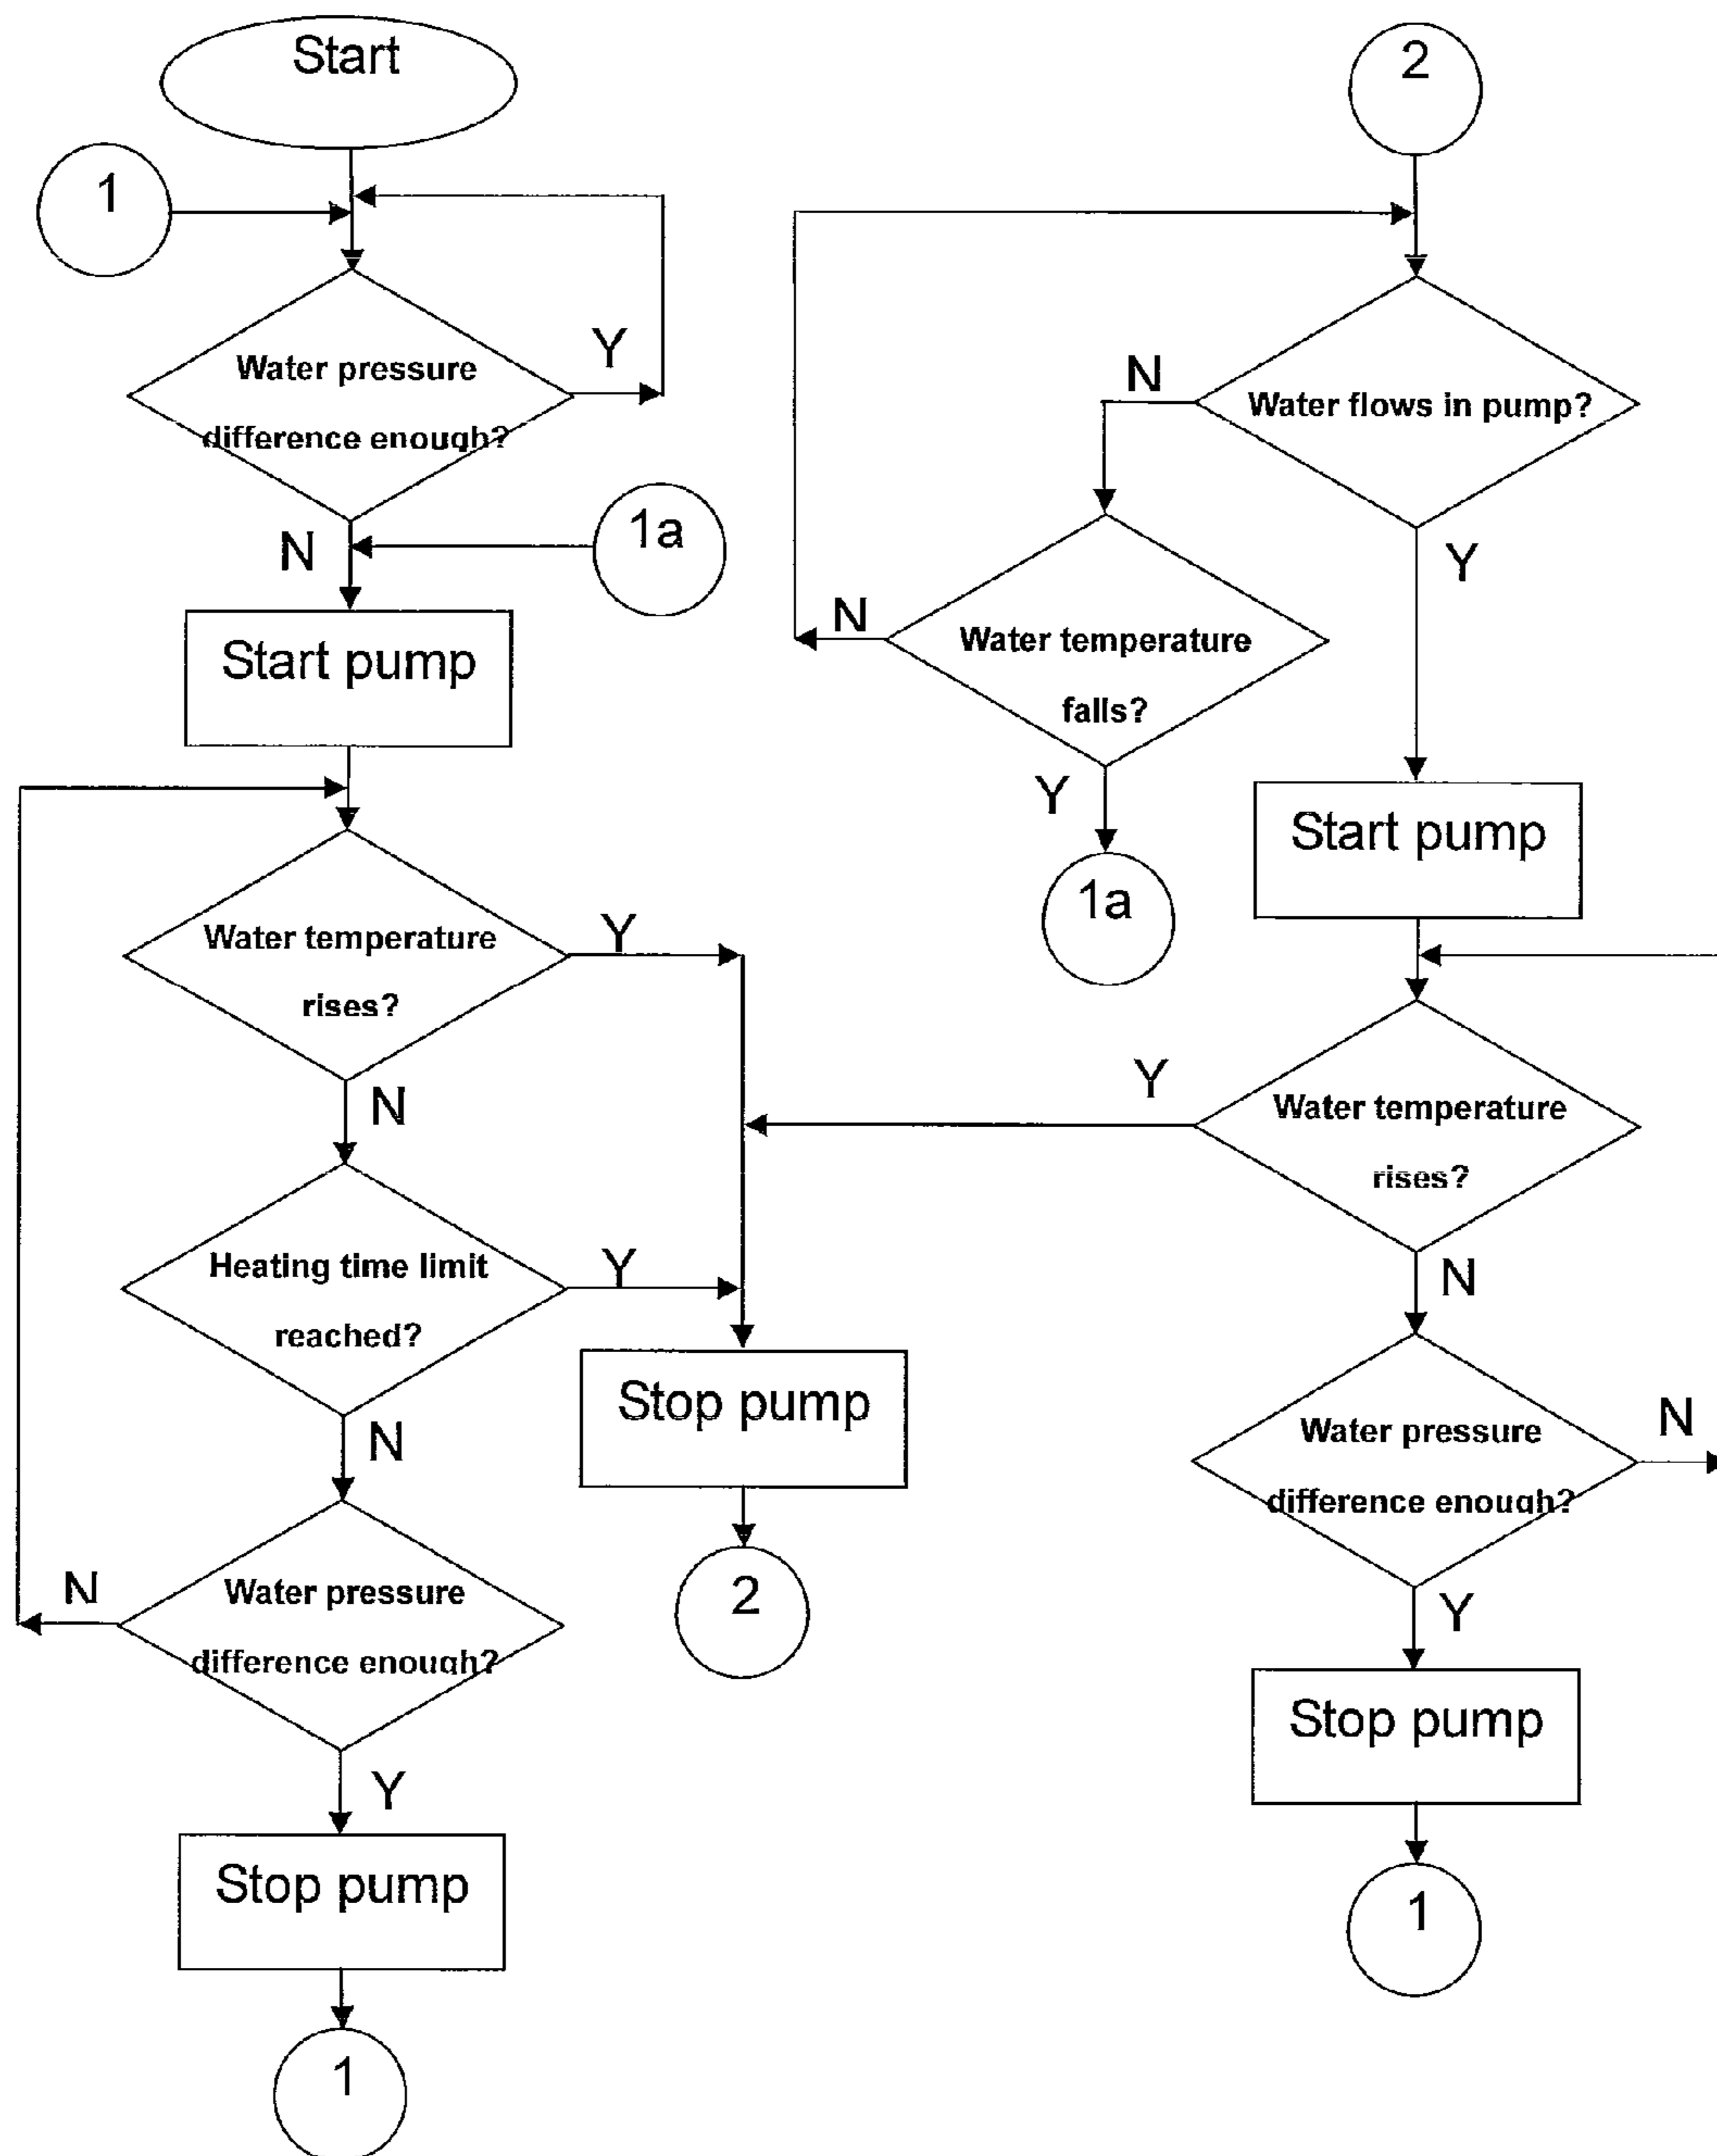 Start
1
Water pressure
difference enough?
Y
N
1a
Start pump
Water temperature
rises?
Y
N
Heating time limit
reached?
Y
N
Water pressure
difference enough?
N
Y
Stop pump
1
Stop pump
2
2
Water flows in pump?
N
Y
Water temperature
falls?
N
Y
1a
Start pump
Water temperature
rises?
Y
N
Water pressure
difference enough?
N
Y
Stop pump
1